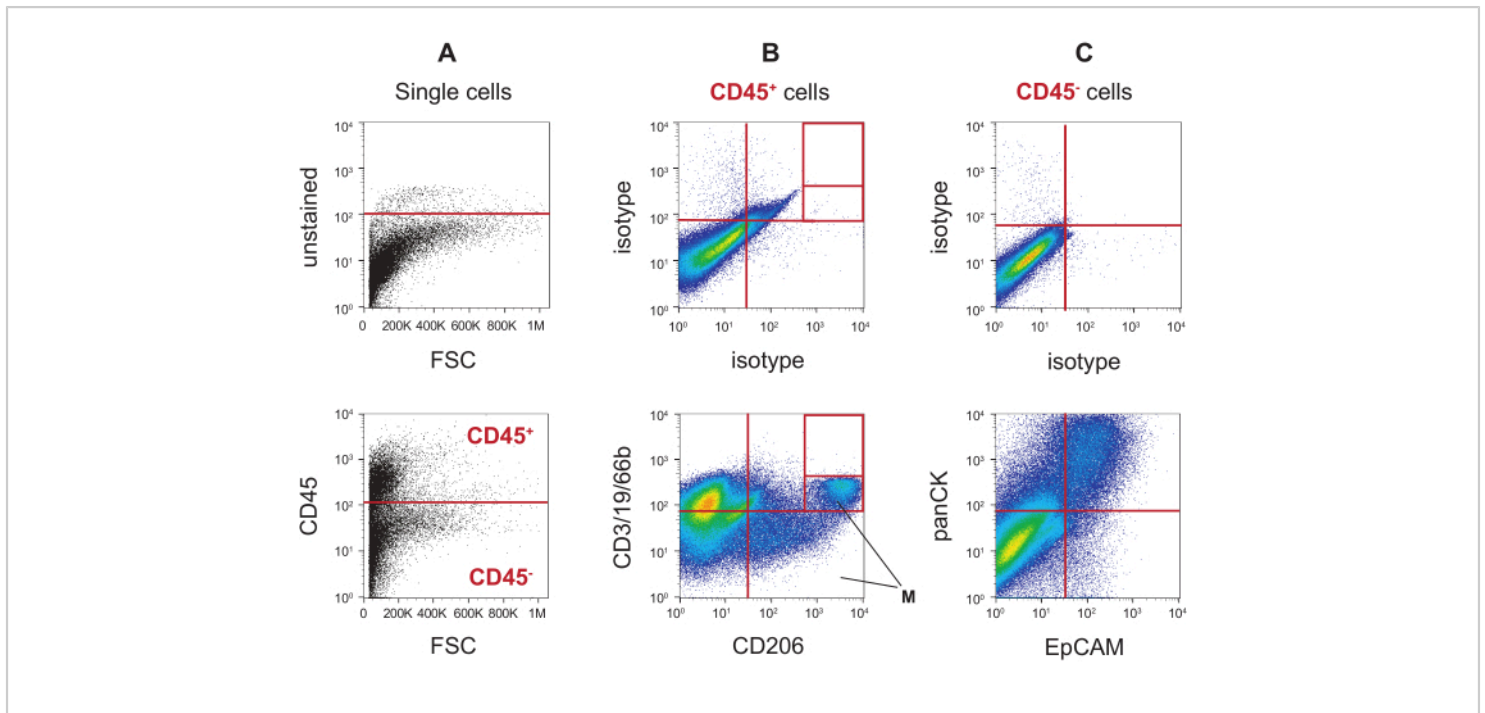 A
B
C
Single cells
CD45⁺ cells
CD45⁻ cells
unstained
10⁴
10³
10²
10¹
10⁰
0 200K 400K 600K 800K 1M
FSC
isotype
10⁴
10³
10²
10¹
10⁰
10⁰ 10¹ 10² 10³ 10⁴
isotype
isotype
10⁴
10³
10²
10¹
10⁰
10⁰ 10¹ 10² 10³ 10⁴
isotype
CD45
10⁴
10³
10²
10¹
10⁰
CD45⁺
CD45⁻
0 200K 400K 600K 800K 1M
FSC
CD3/19/66b
10⁴
10³
10²
10¹
10⁰
M
10⁰ 10¹ 10² 10³ 10⁴
CD206
panCK
10⁴
10³
10²
10¹
10⁰
10⁰ 10¹ 10² 10³ 10⁴
EpCAM